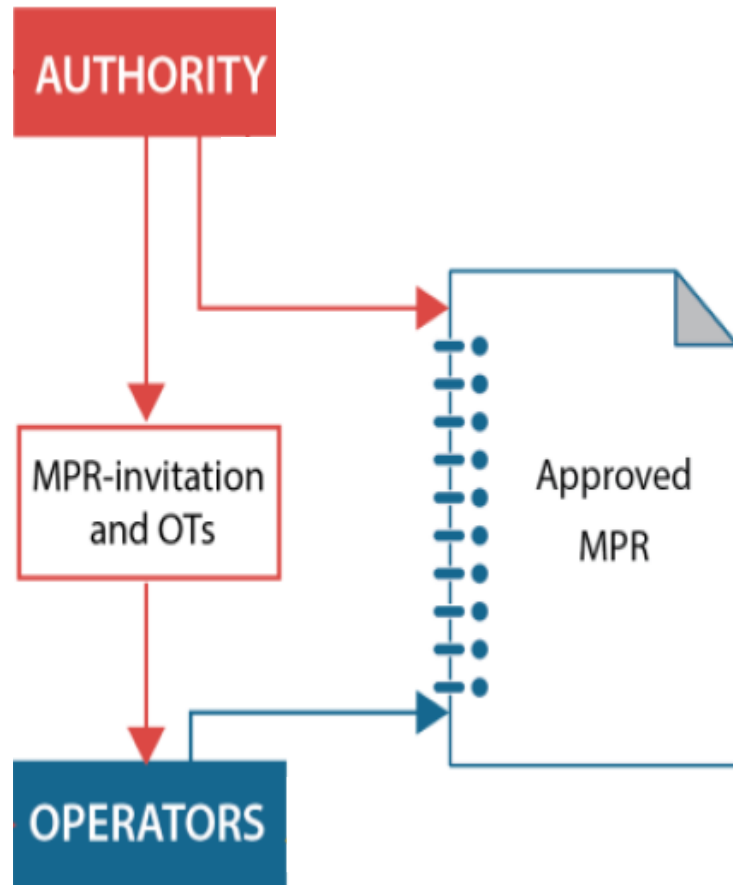 AUTHORITY
MPR-invitation
and OTs
Approved
MPR
OPERATORS